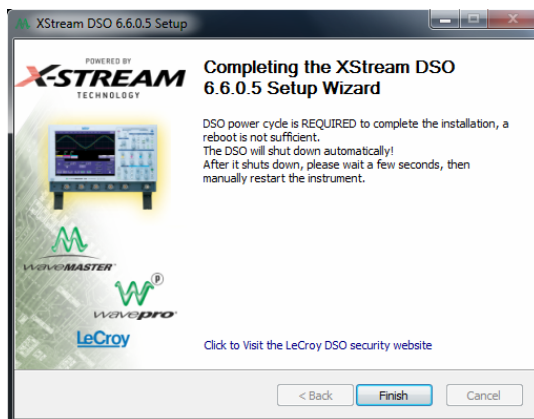 XStream DSO 6.6.0.5 Setup
POWERED BY
X-STREAM
TECHNOLOGY
Completing the XStream DSO
6.6.0.5 Setup Wizard
DSO power cycle is REQUIRED to complete the installation, a
reboot is not sufficient.
The DSO will shut down automatically!
After it shuts down, please wait a few seconds, then
manually restart the instrument.
waveMASTER
P
wavepro
LeCroy
Click to Visit the LeCroy DSO security website
< Back
Finish
Cancel